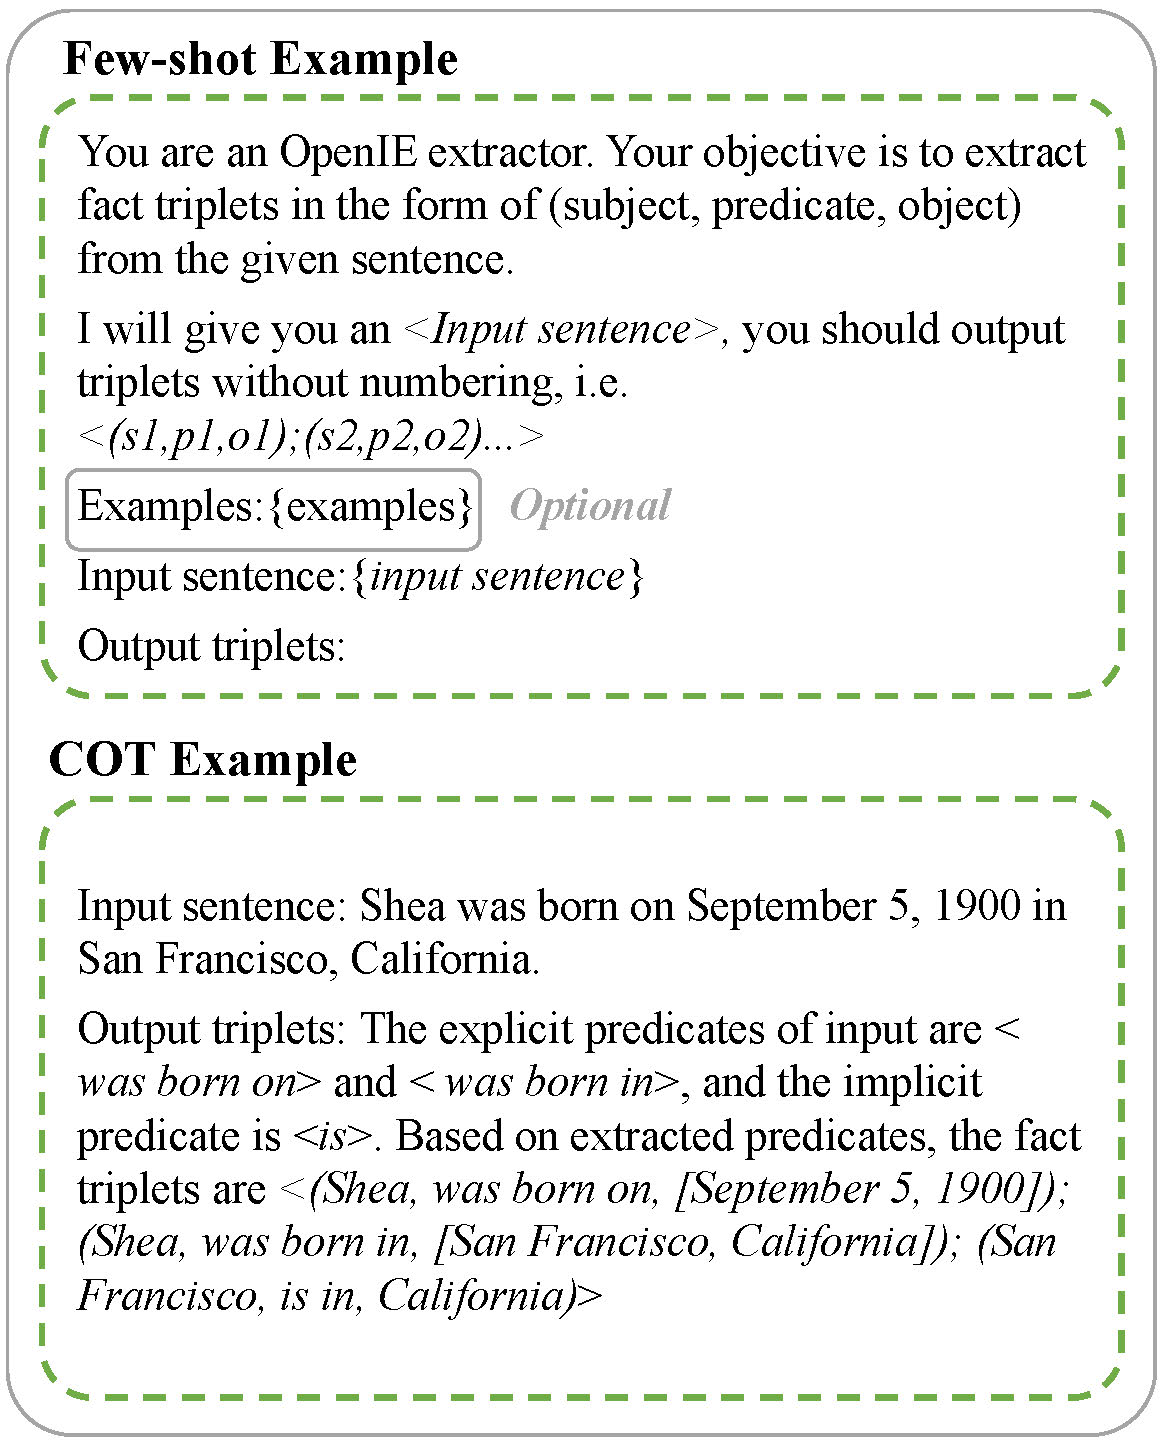 Few-shot Example
You are an OpenIE extractor. Your objective is to extract
fact triplets in the form of (subject, predicate, object)
from the given sentence.
I will give you an <Input sentence>, you should output
triplets without numbering, i.e.
<(s1,p1,o1);(s2,p2,o2)...>
Examples:{examples} Optional
Input sentence:{input sentence}
Output triplets:
COT Example
Input sentence: Shea was born on September 5, 1900 in
San Francisco, California.
Output triplets: The explicit predicates of input are <
was born on> and < was born in>, and the implicit
predicate is <is>. Based on extracted predicates, the fact
triplets are <(Shea, was born on, [September 5, 1900]);
(Shea, was born in, [San Francisco, California]); (San
Francisco, is in, California)>